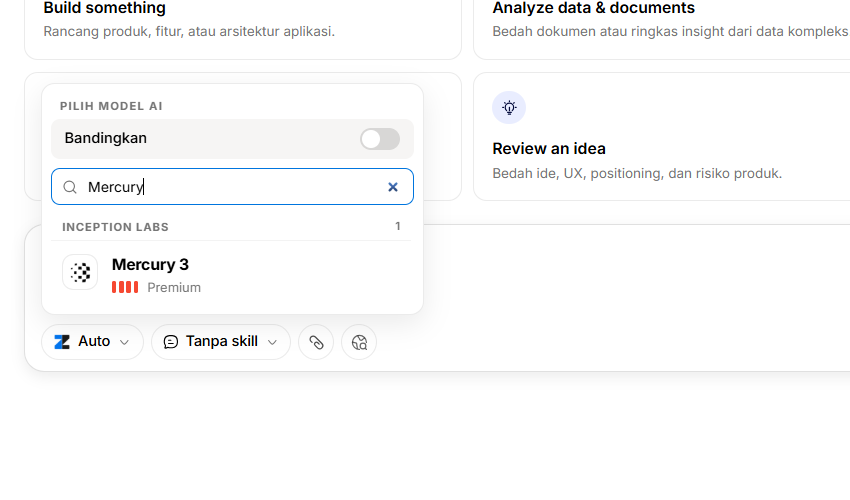 Build something
Rancang produk, fitur, atau arsitektur aplikasi.
Analyze data & documents
Bedah dokumen atau ringkas insight dari data kompleks
PILIH MODEL AI
Bandingkan
Mercury
INCEPTION LABS 1
Mercury 3
Premium
Review an idea
Bedah ide, UX, positioning, dan risiko produk.
Auto
Tanpa skill